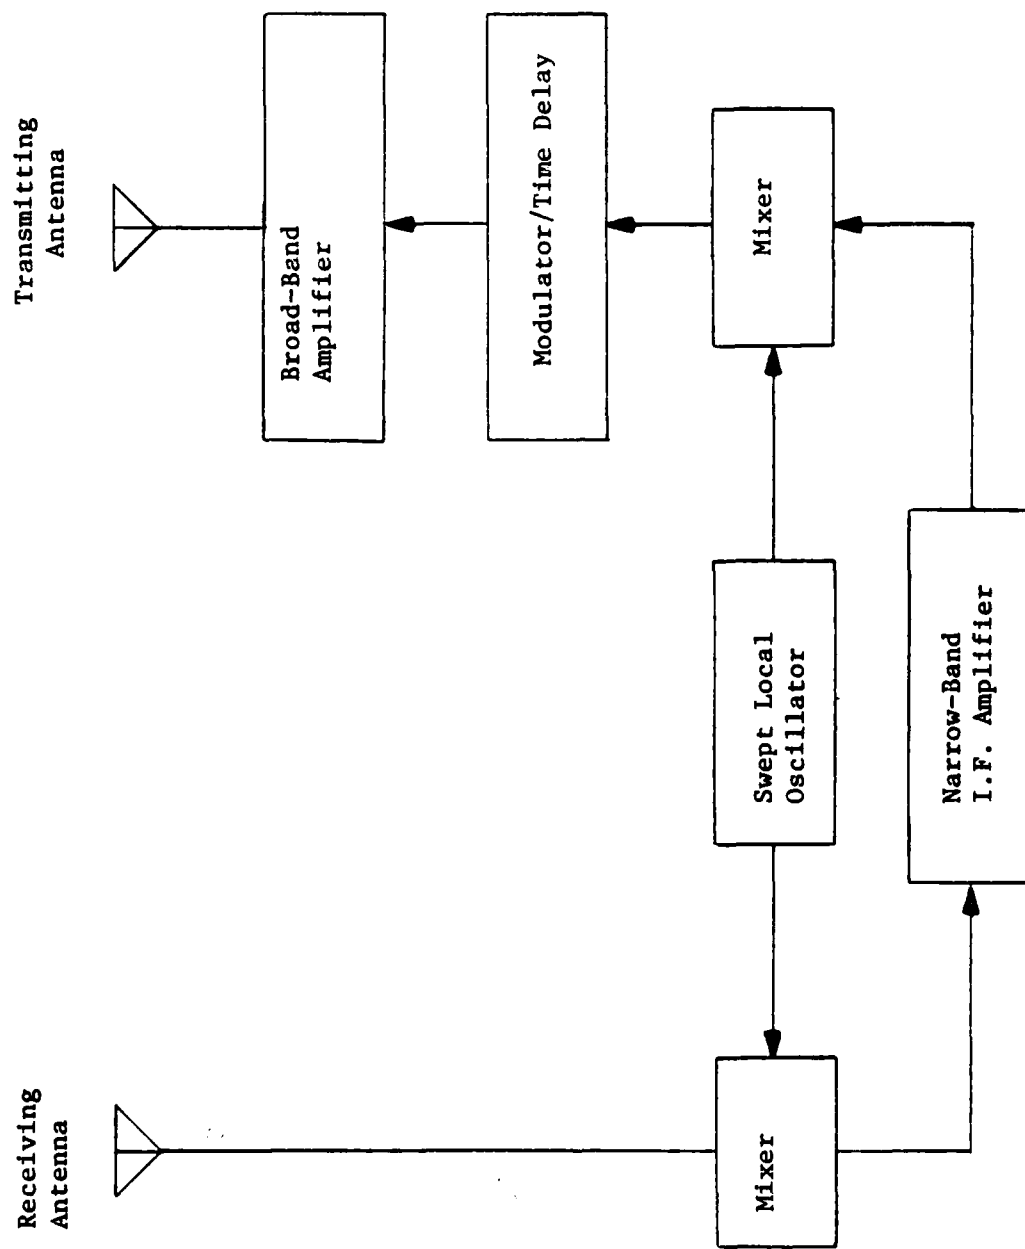 Receiving
Antenna
Transmitting
Antenna
Broad-Band
Amplifier
Modulator/Time Delay
Mixer
Swept Local
Oscillator
Mixer
Narrow-Band
I.F. Amplifier